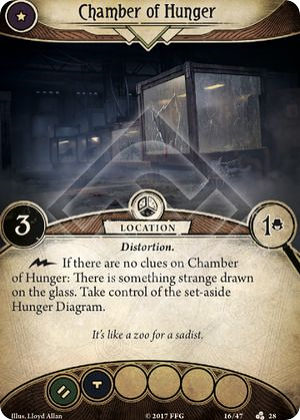 Chamber of Hunger
3
LOCATION
1
Distortion.
If there are no clues on Chamber
of Hunger: There is something strange drawn
on the glass. Take control of the set-aside
Hunger Diagram.
It's like a zoo for a sadist.
Illus. Lloyd Allan
© 2017 FFG
16/47
28